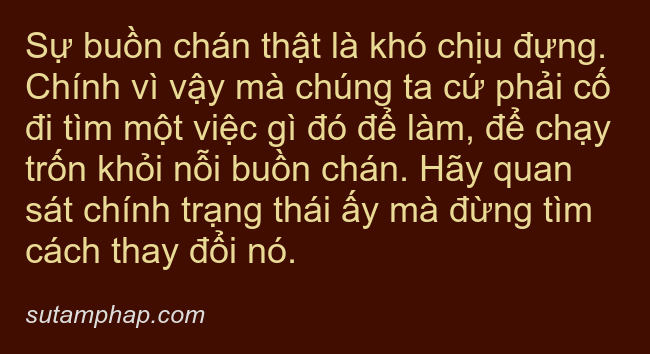 Sự buồn chán thật là khó chịu đựng.
Chính vì vậy mà chúng ta cứ phải cố
đi tìm một việc gì đó để làm, để chạy
trốn khỏi nỗi buồn chán. Hãy quan
sát chính trạng thái ấy mà đừng tìm
cách thay đổi nó.
sutamphap.com